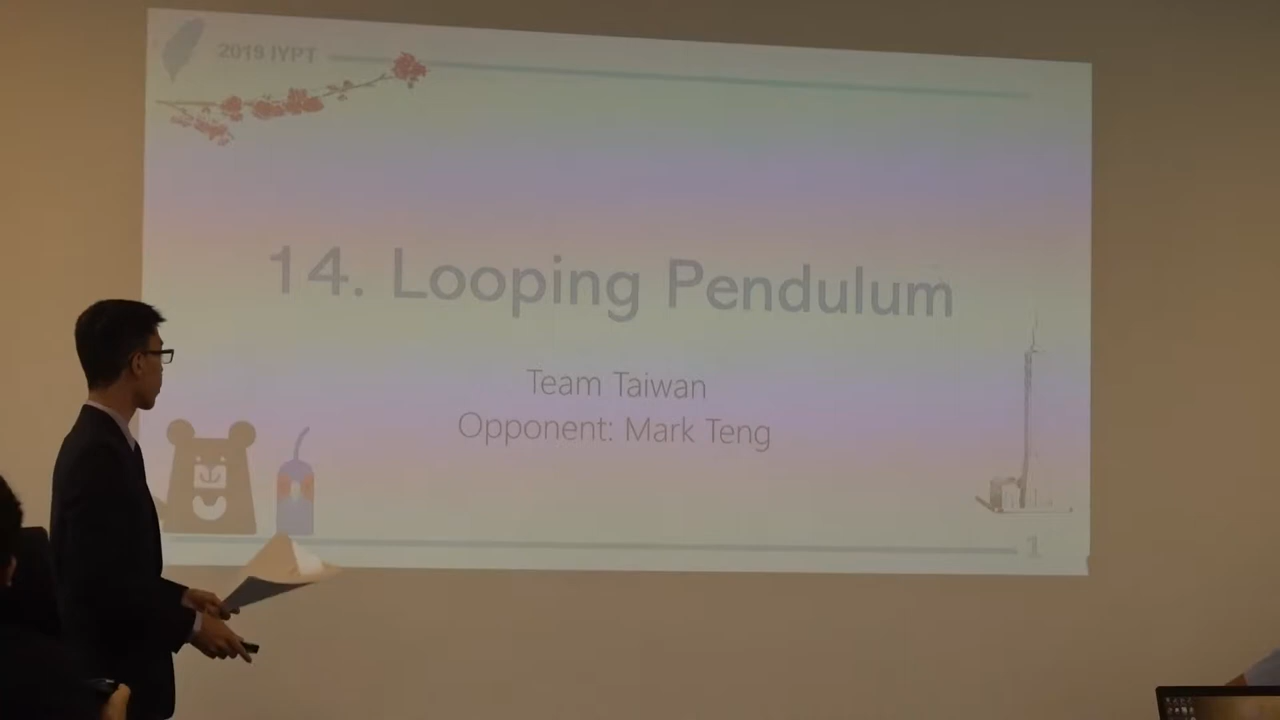 2019 IYPT
14. Looping Pendulum
Team Taiwan
Opponent: Mark Teng
1